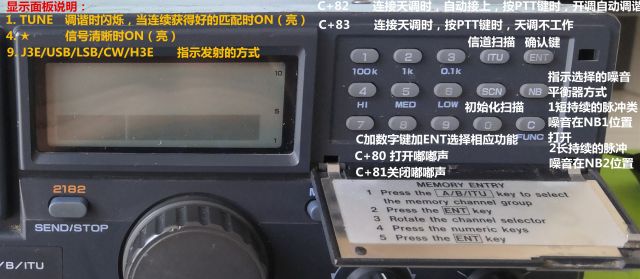 显示面板说明：
1. TUNE 调谐时闪烁，当连续获得好的匹配时ON（亮）
4.★ 信号清晰时ON（亮）
9. J3E/USB/LSB/CW/H3E 指示发射的方式
C+82 连接天调时，自动接上，按PTT键时，开调自动调谐
C+83 连接天调时，按PTT键时，天调不工作
信道扫描 确认键
1 2 3 ITU ENT
100k 1k 0.1k
4 5 6 SCN NB
HI MED LOW
初始化扫描
7 8 9 0 C
FUNC
指示选择的噪音
平衡器方式
1短持续的脉冲类
噪音在NB1位置
打开
2长持续的脉冲
噪音在NB2位置
C加数字键加ENT选择相应功能
C+80 打开嘟嘟声
C+81关闭嘟嘟声
10
5
2182
SEND/STOP
/B/ITU
M
MEMORY ENTRY
1 Press the A/B/ITU key to select
the memory channel group
2 Press the ENT key
3 Rotate the channel selector
4 Press the numeric keys
5 Press the ENT key